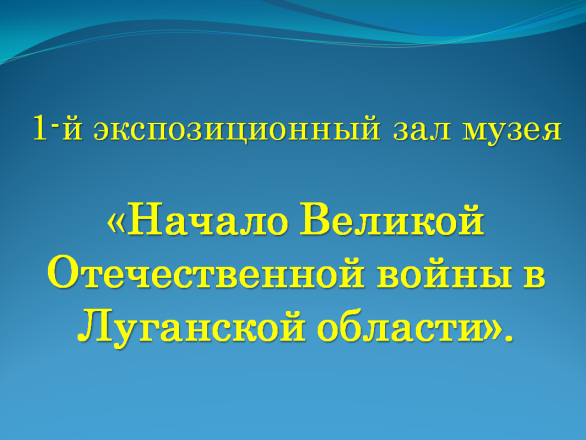 1-й экспозиционный зал музея
«Начало Великой
Отечественной войны в
Луганской области».